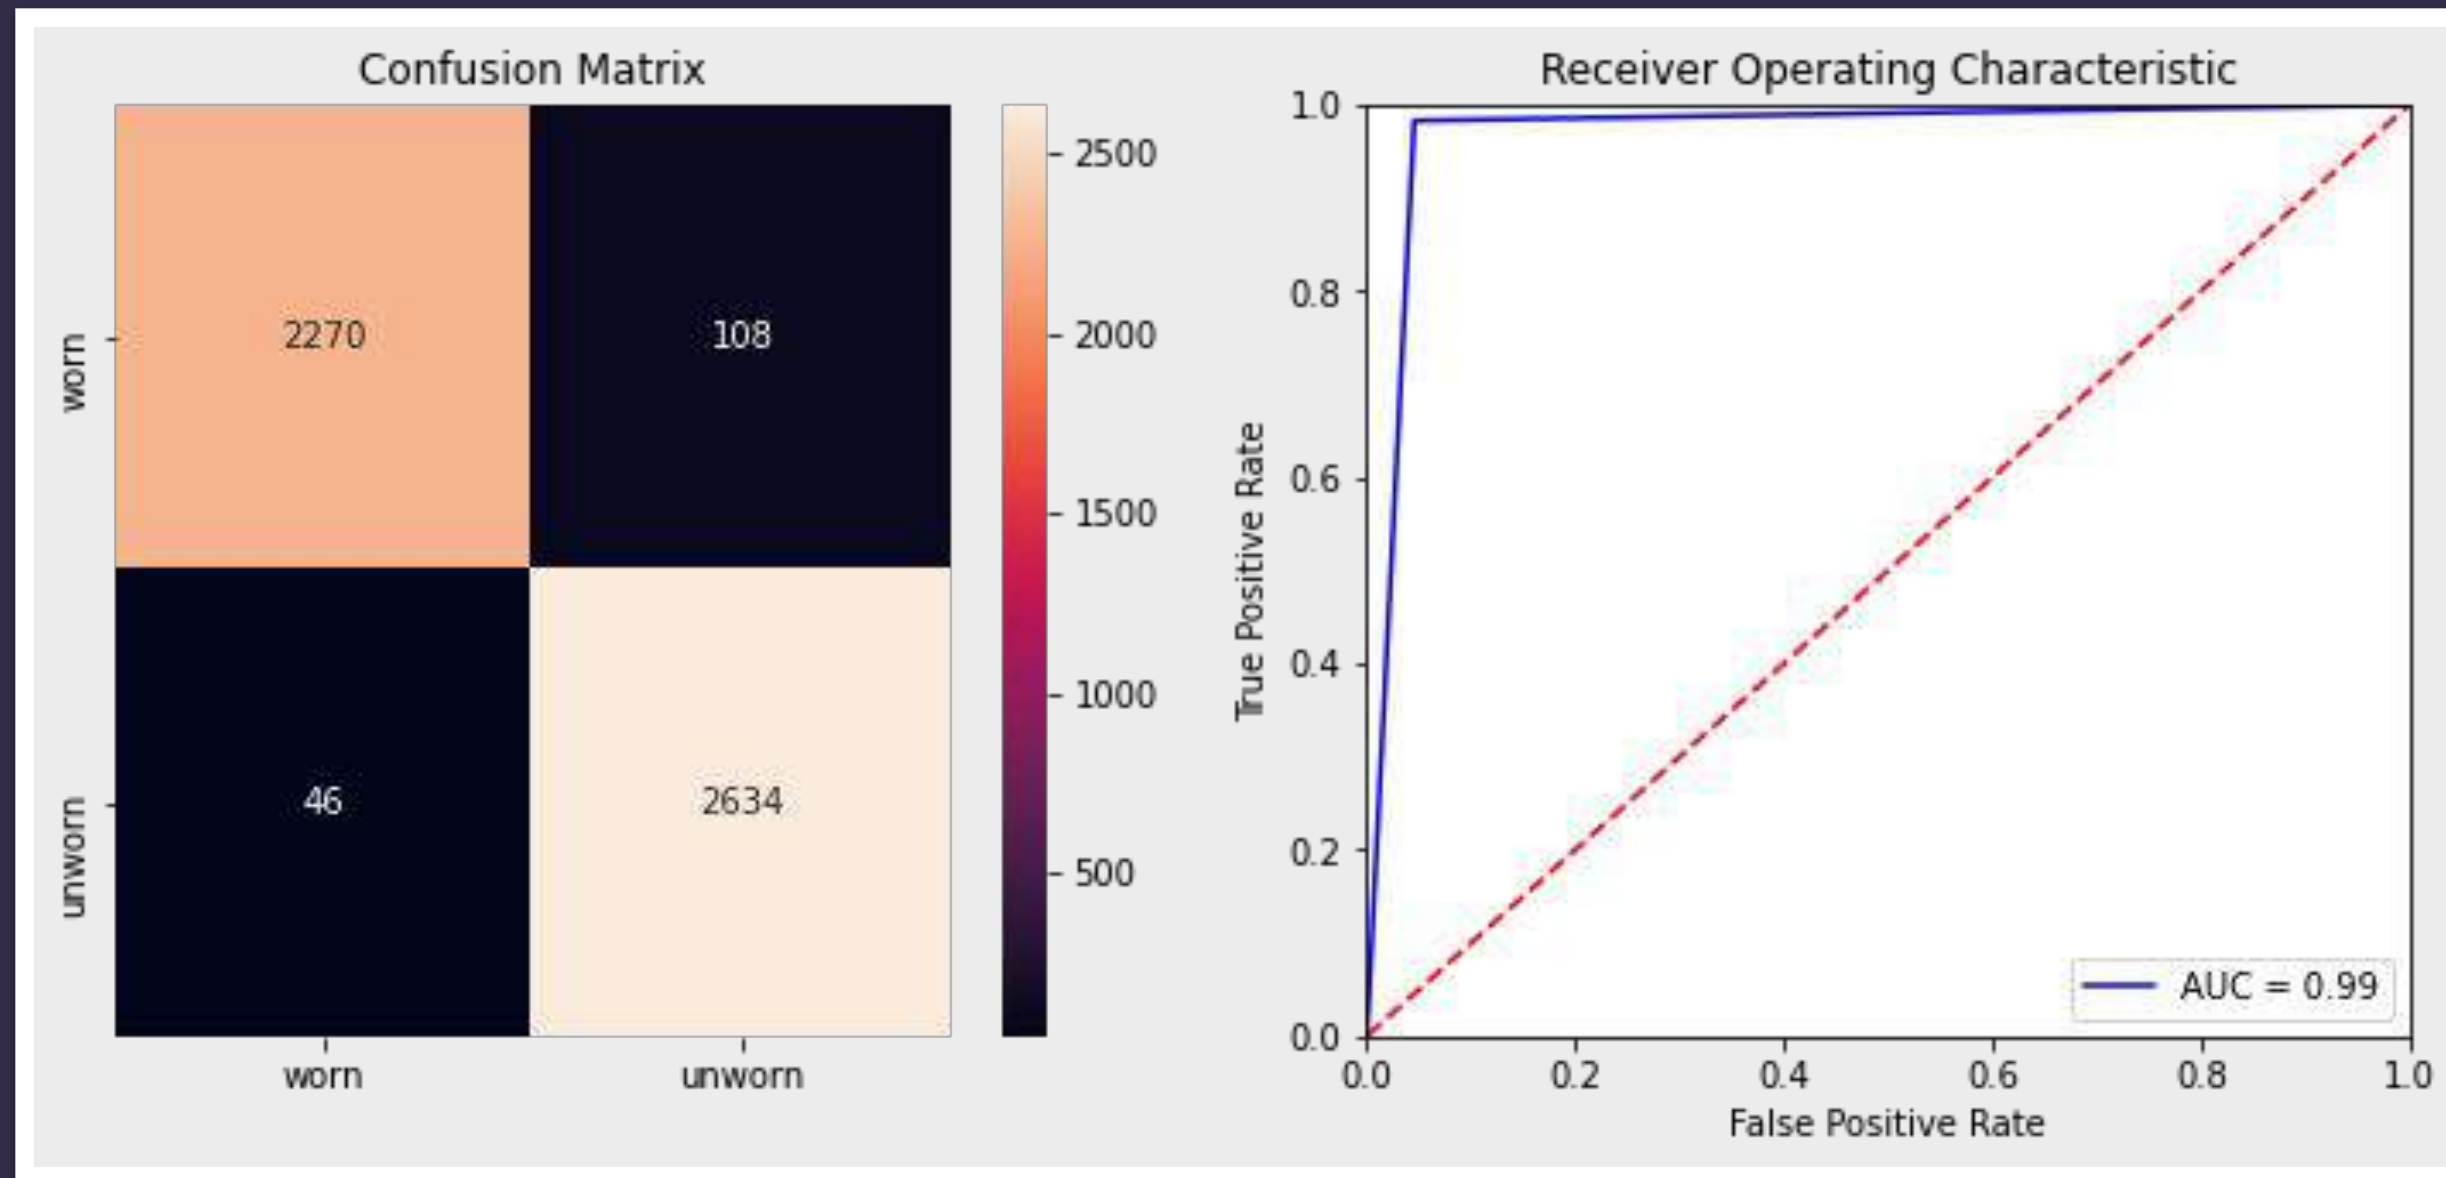 Confusion Matrix
worn
2270
108
unworn
46
2634
worn
unworn
2500
2000
1500
1000
500
Receiver Operating Characteristic
True Positive Rate
1.0
0.8
0.6
0.4
0.2
0.0
AUC = 0.99
0.0
0.2
0.4
0.6
0.8
1.0
False Positive Rate